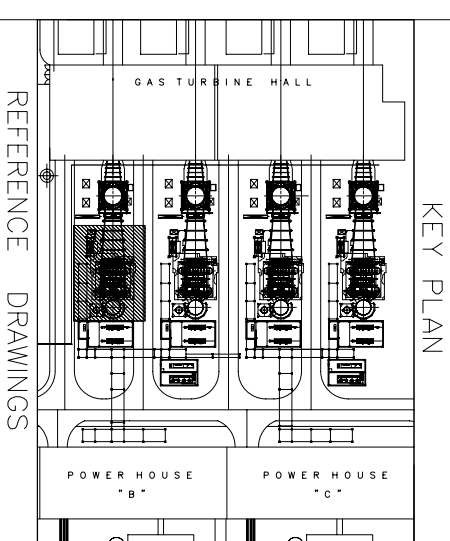 GAS TURBINE HALL
REFERENCE DRAWINGS
KEY PLAN
POWER HOUSE
"B"
POWER HOUSE
"C"